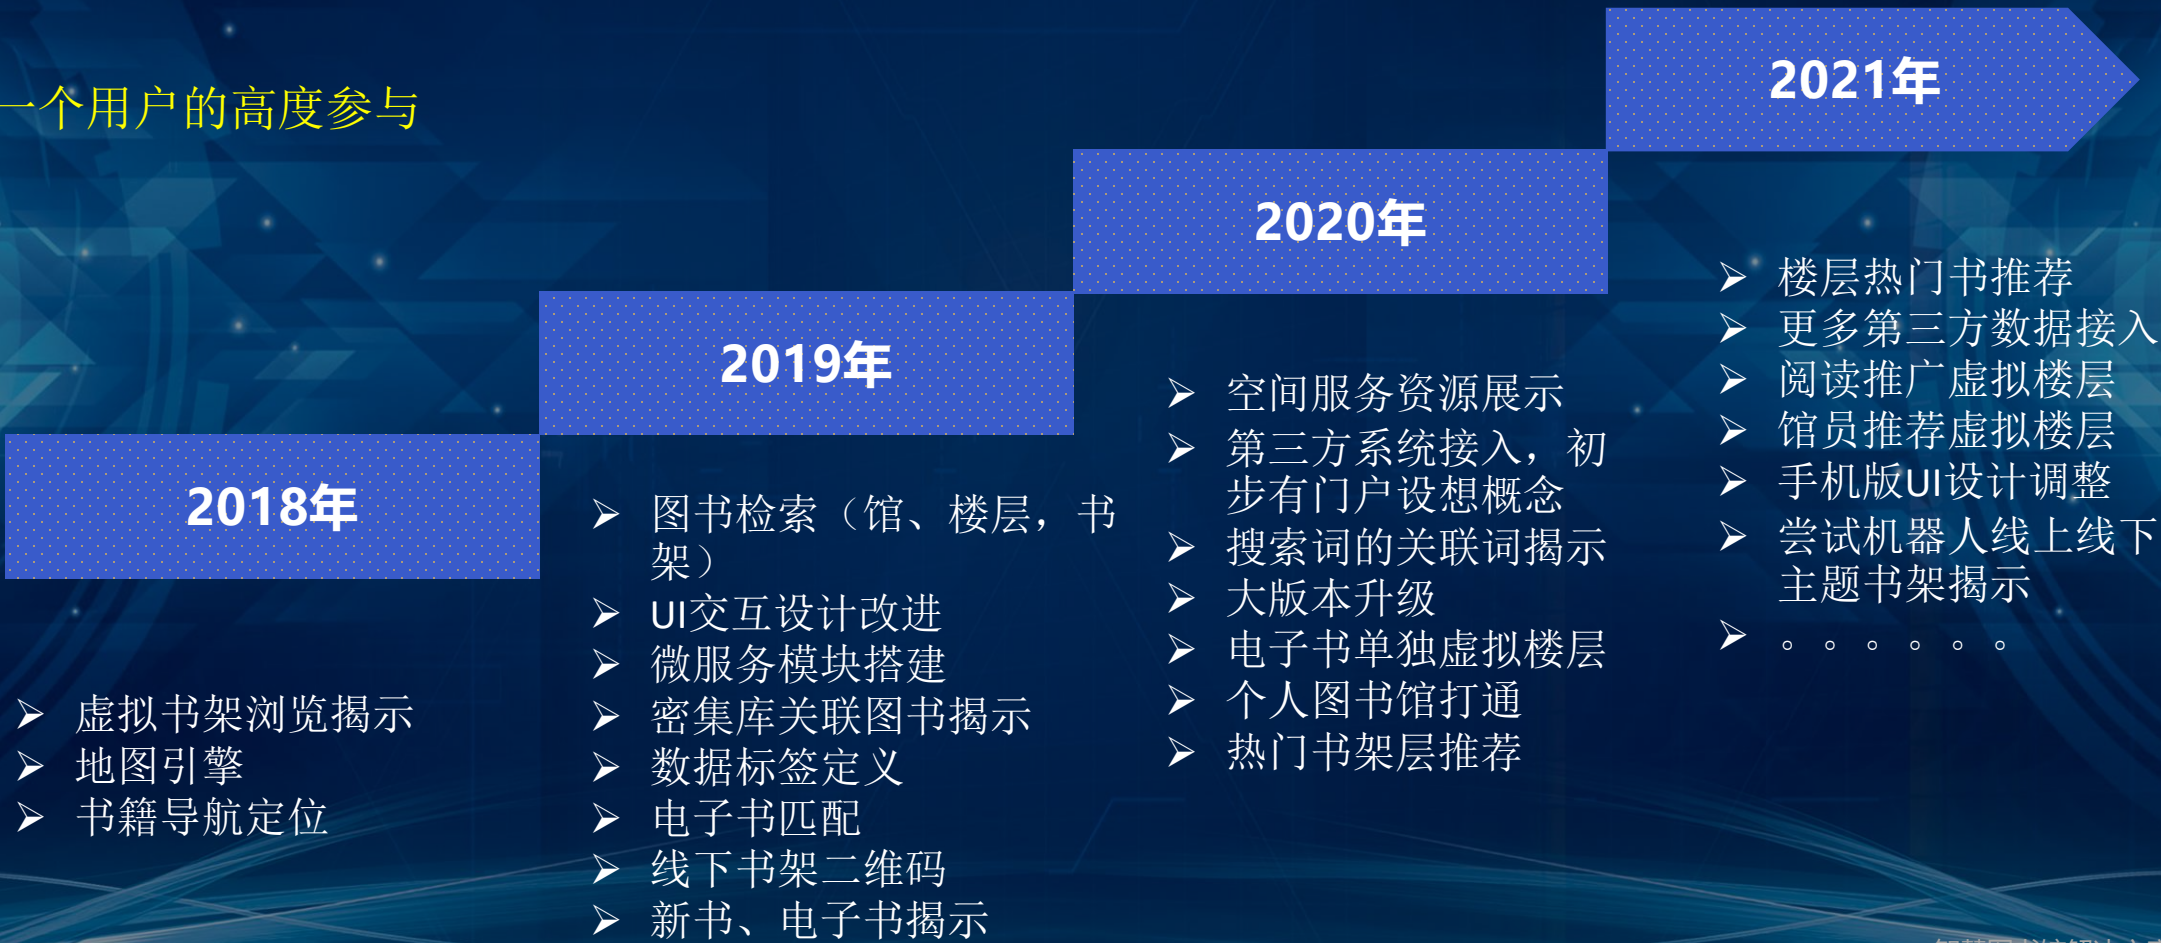 一个用户的高度参与
2018年
虚拟书架浏览揭示
地图引擎
书籍导航定位
2019年
图书检索（馆、楼层，书
架）
UI交互设计改进
微服务模块搭建
密集库关联图书揭示
数据标签定义
电子书匹配
线下书架二维码
新书、电子书揭示
2020年
空间服务资源展示
第三方系统接入，初
步有门户设想概念
搜索词的关联词揭示
大版本升级
电子书单独虚拟楼层
个人图书馆打通
热门书架层推荐
2021年
楼层热门书推荐
更多第三方数据接入
阅读推广虚拟楼层
馆员推荐虚拟楼层
手机版UI设计调整
尝试机器人线上线下
主题书架揭示
。。。。。。